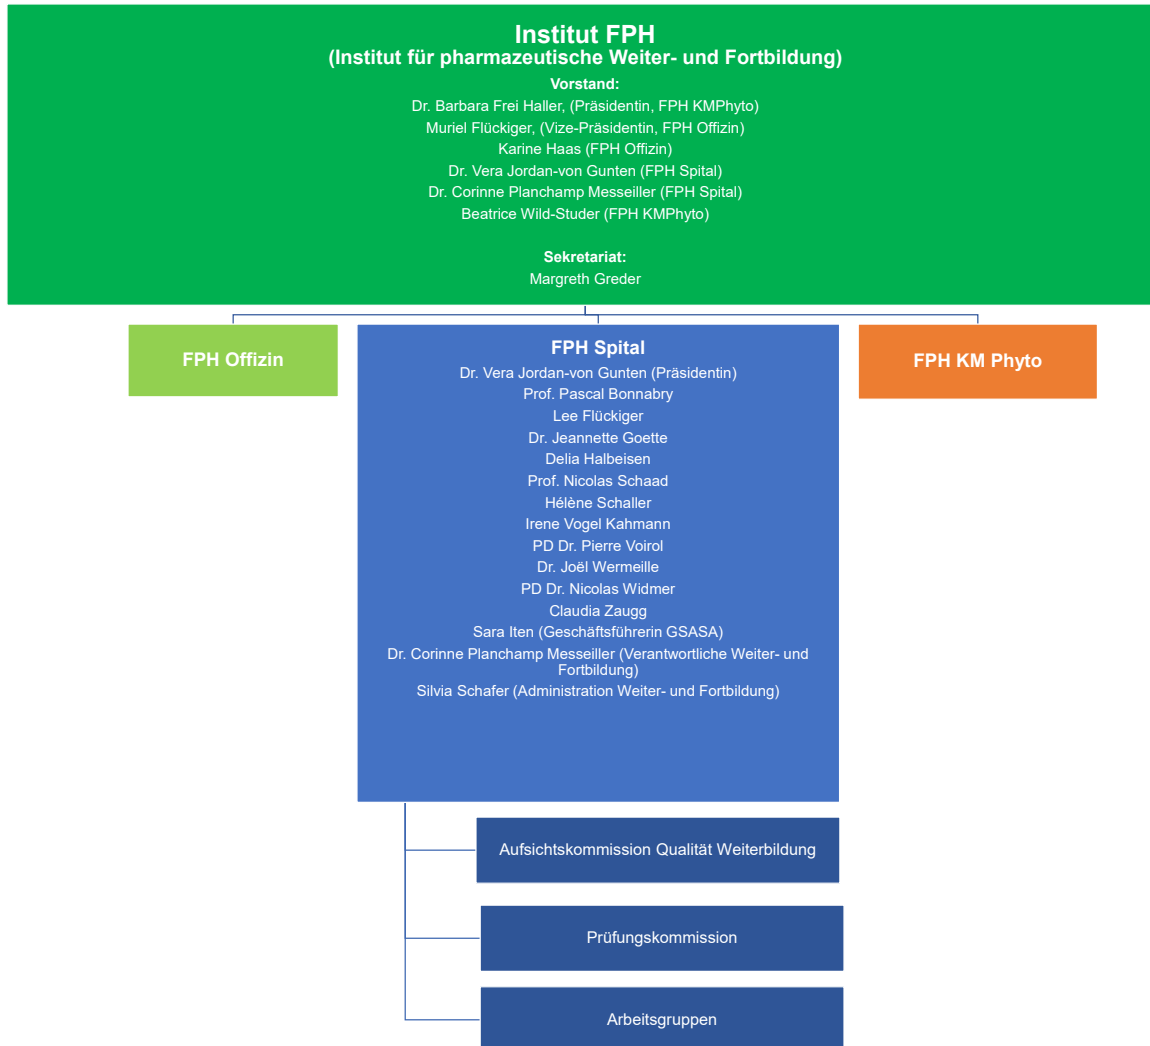 Institut FPH
(Institut für pharmazeutische Weiter- und Fortbildung)
Vorstand:
Dr. Barbara Frei Haller, (Präsidentin, FPH KMPhyto)
Muriel Flückiger, (Vize-Präsidentin, FPH Offizin)
Karine Haas (FPH Offizin)
Dr. Vera Jordan-von Gunten (FPH Spital)
Dr. Corinne Planchamp Messeiller (FPH Spital)
Beatrice Wild-Studer (FPH KMPhyto)
Sekretariat:
Margreth Greder
FPH Offizin
FPH Spital
Dr. Vera Jordan-von Gunten (Präsidentin)
Prof. Pascal Bonnabry
Lee Flückiger
Dr. Jeannette Goette
Delia Halbeisen
Prof. Nicolas Schaad
Hélène Schaller
Irene Vogel Kahmann
PD Dr. Pierre Voirol
Dr. Joël Wermeille
PD Dr. Nicolas Widmer
Claudia Zaugg
Sara Iten (Geschäftsführerin GSASA)
Dr. Corinne Planchamp Messeiller (Verantwortliche Weiter- und
Fortbildung)
Silvia Schafer (Administration Weiter- und Fortbildung)
FPH KM Phyto
Aufsichtskommission Qualität Weiterbildung
Prüfungskommission
Arbeitsgruppen